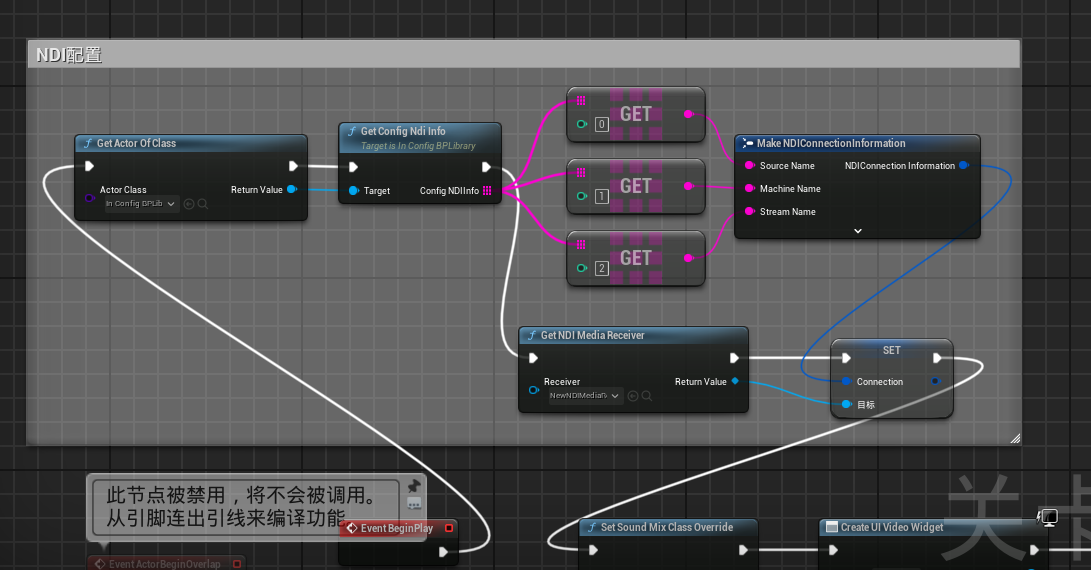 NDI配置
Get Actor Of Class
Actor Class
In Config BPLib
Return Value
Get Config Ndi Info
Target is In Config BPLibrary
Target
Config NDIInfo
GET
0
GET
1
GET
2
Make NDIConnectionInformation
Source Name
NDIConnection Information
Machine Name
Stream Name
Get NDI Media Receiver
Receiver
Return Value
SET
Connection
目标
此节点被禁用，将不会被调用。
从引脚连出引线来编译功能
Event BeginPlay
Event ActorBeginOverlap
Set Sound Mix Class Override
Create UI Video Widget
关卡